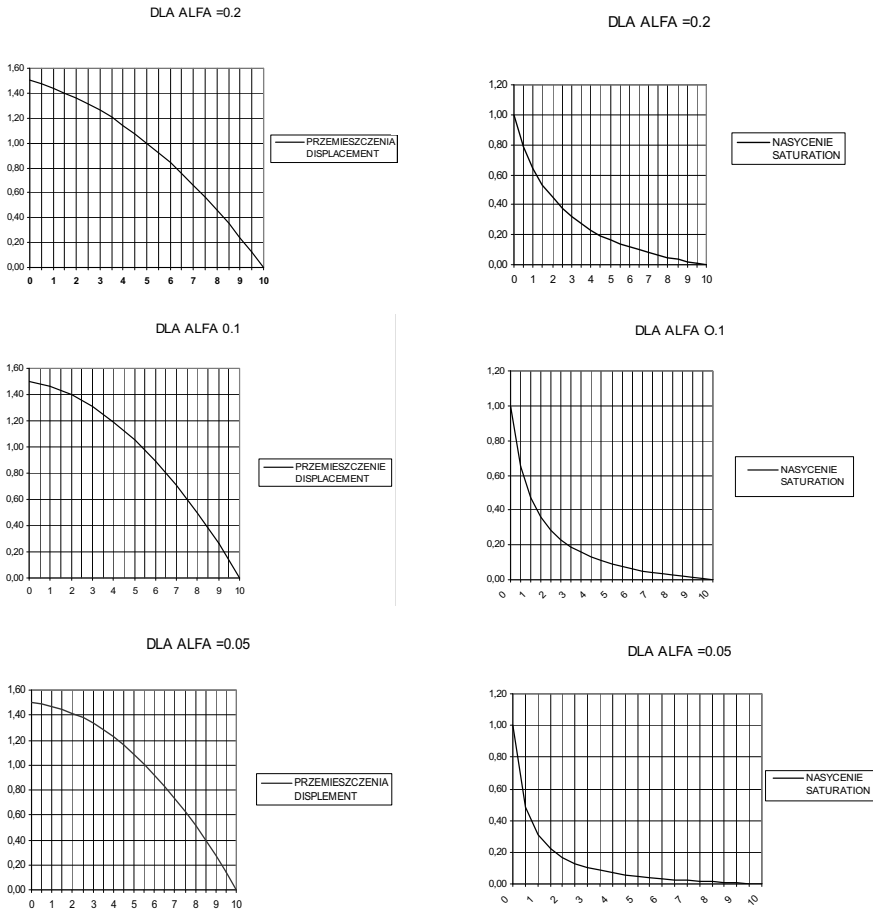 DLA ALFA =0.2
1,60
1,40
1,20
1,00
0,80
0,60
0,40
0,20
0,00
0 1 2 3 4 5 6 7 8 9 10
PRZEMIESZCZENIA
DISPLACEMENT
DLA ALFA =0.2
1,20
1,00
0,80
0,60
0,40
0,20
0,00
0 1 2 3 4 5 6 7 8 9 10
NASYCENIE
SATURATION
DLA ALFA 0.1
1,60
1,40
1,20
1,00
0,80
0,60
0,40
0,20
0,00
0 1 2 3 4 5 6 7 8 9 10
PRZEMIESZCZENIE
DISPLACEMENT
DLA ALFA O.1
1,20
1,00
0,80
0,60
0,40
0,20
0,00
0 1 2 3 4 5 6 7 8 9 10
NASYCENIE
SATURATION
DLA ALFA =0.05
1,60
1,40
1,20
1,00
0,80
0,60
0,40
0,20
0,00
0 1 2 3 4 5 6 7 8 9 10
PRZEMIESZCZENIA
DISPLEMENT
DLA ALFA =0.05
1,20
1,00
0,80
0,60
0,40
0,20
0,00
0 1 2 3 4 5 6 7 8 9 10
NASYCENIE
SATURATION